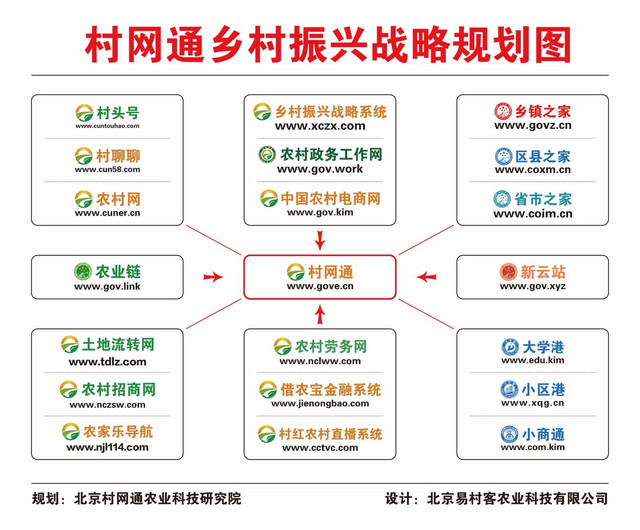 村网通乡村振兴战略规划图
村头号
www.cuntouhao.com
村聊聊
www.cun58.com
农村网
www.cuner.cn
乡村振兴战略系统
www.xczx.com
农村政务工作网
www.gov.work
中国农村电商网
www.gov.kim
乡镇之家
www.govz.cn
区县之家
www.coxm.cn
省市之家
www.coim.cn
农业链
www.gov.link
村网通
www.gove.cn
新云站
www.gov.xyz
土地流转网
www.tdlz.com
农村招商网
www.nczsw.com
农家乐导航
www.njl114.com
农村劳务网
www.nclww.com
借农宝金融系统
www.jienongbao.com
村红农村直播系统
www.cctvc.com
大学港
www.edu.kim
小区港
www.xqg.cn
小商通
www.com.kim
规划：北京村网通农业科技研究院
设计：北京易村客农业科技有限公司